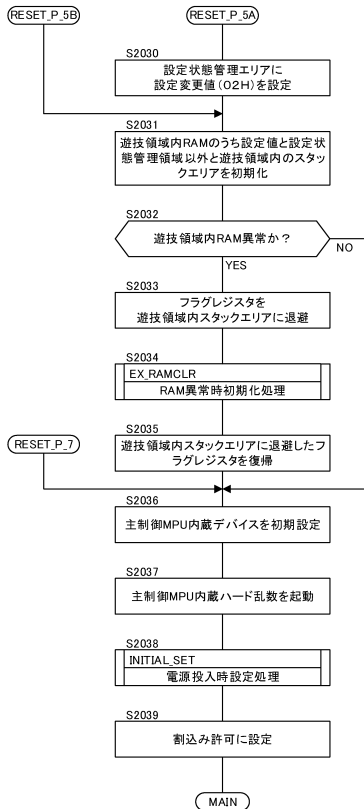 RESET_P_5B
RESET_P_5A
S2030
設定状態管理エリアに
設定変更値(02H)を設定
S2031
遊技領域内RAMのうち設定値と設定状
態管理領域以外と遊技領域内のスタッ
クエリアを初期化
S2032
遊技領域内RAM異常か？
NO
YES
S2033
フラグレジスタを
遊技領域内スタックエリアに退避
S2034
EX_RAMCLR
RAM異常時初期化処理
S2035
遊技領域内スタックエリアに退避したフ
ラグレジスタを復帰
RESET_P_7
S2036
主制御MPU内蔵デバイスを初期設定
S2037
主制御MPU内蔵ハード乱数を起動
S2038
INITIAL_SET
電源投入時設定処理
S2039
割込み許可に設定
MAIN